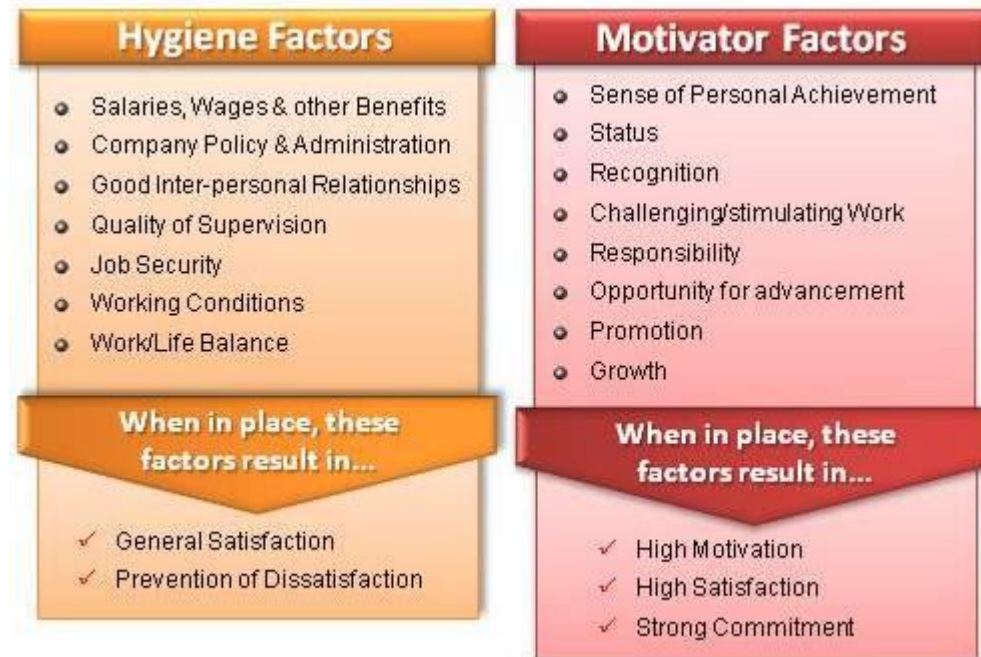 Hygiene Factors
Salaries, Wages & other Benefits
Company Policy & Administration
Good Inter-personal Relationships
Quality of Supervision
Job Security
Working Conditions
Work/Life Balance
When in place, these
factors result in...
General Satisfaction
Prevention of Dissatisfaction
Motivator Factors
Sense of Personal Achievement
Status
Recognition
Challenging/stimulating Work
Responsibility
Opportunity for advancement
Promotion
Growth
When in place, these
factors result in...
High Motivation
High Satisfaction
Strong Commitment